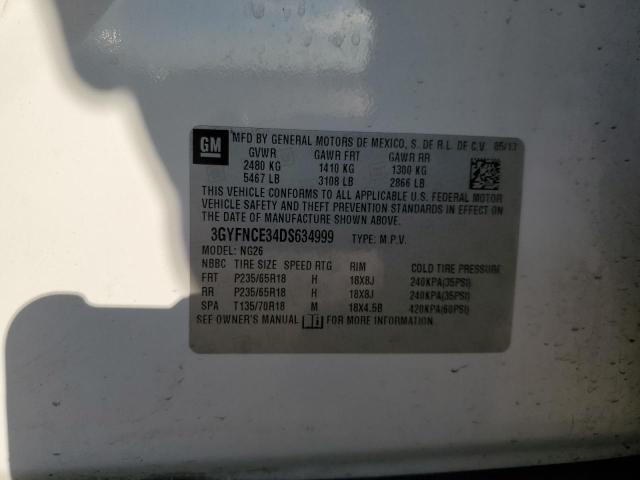 GM
MFD BY GENERAL MOTORS DE MEXICO, S. DE R.L. DE C.V. 05/13
GVWR GAWR FRT GAWR RR
2480 KG 1410 KG 1300 KG
5467 LB 3108 LB 2866 LB
THIS VEHICLE CONFORMS TO ALL APPLICABLE U.S. FEDERAL MOTOR
VEHICLE SAFETY AND THEFT PREVENTION STANDARDS IN EFFECT ON
THE DATE OF MANUFACTURE SHOWN ABOVE.
3GYFNCE34DS634999 TYPE: M.P.V.
MODEL: NG26
NBBC TIRE SIZE SPEED RTG RIM COLD TIRE PRESSURE
FRT P235/65R18 H 18X8J 240KPA(35PSI)
RR P235/65R18 H 18X8J 240KPA(35PSI)
SPA T135/70R18 M 18X4.5B 420KPA(60PSI)
SEE OWNER'S MANUAL FOR MORE INFORMATION.